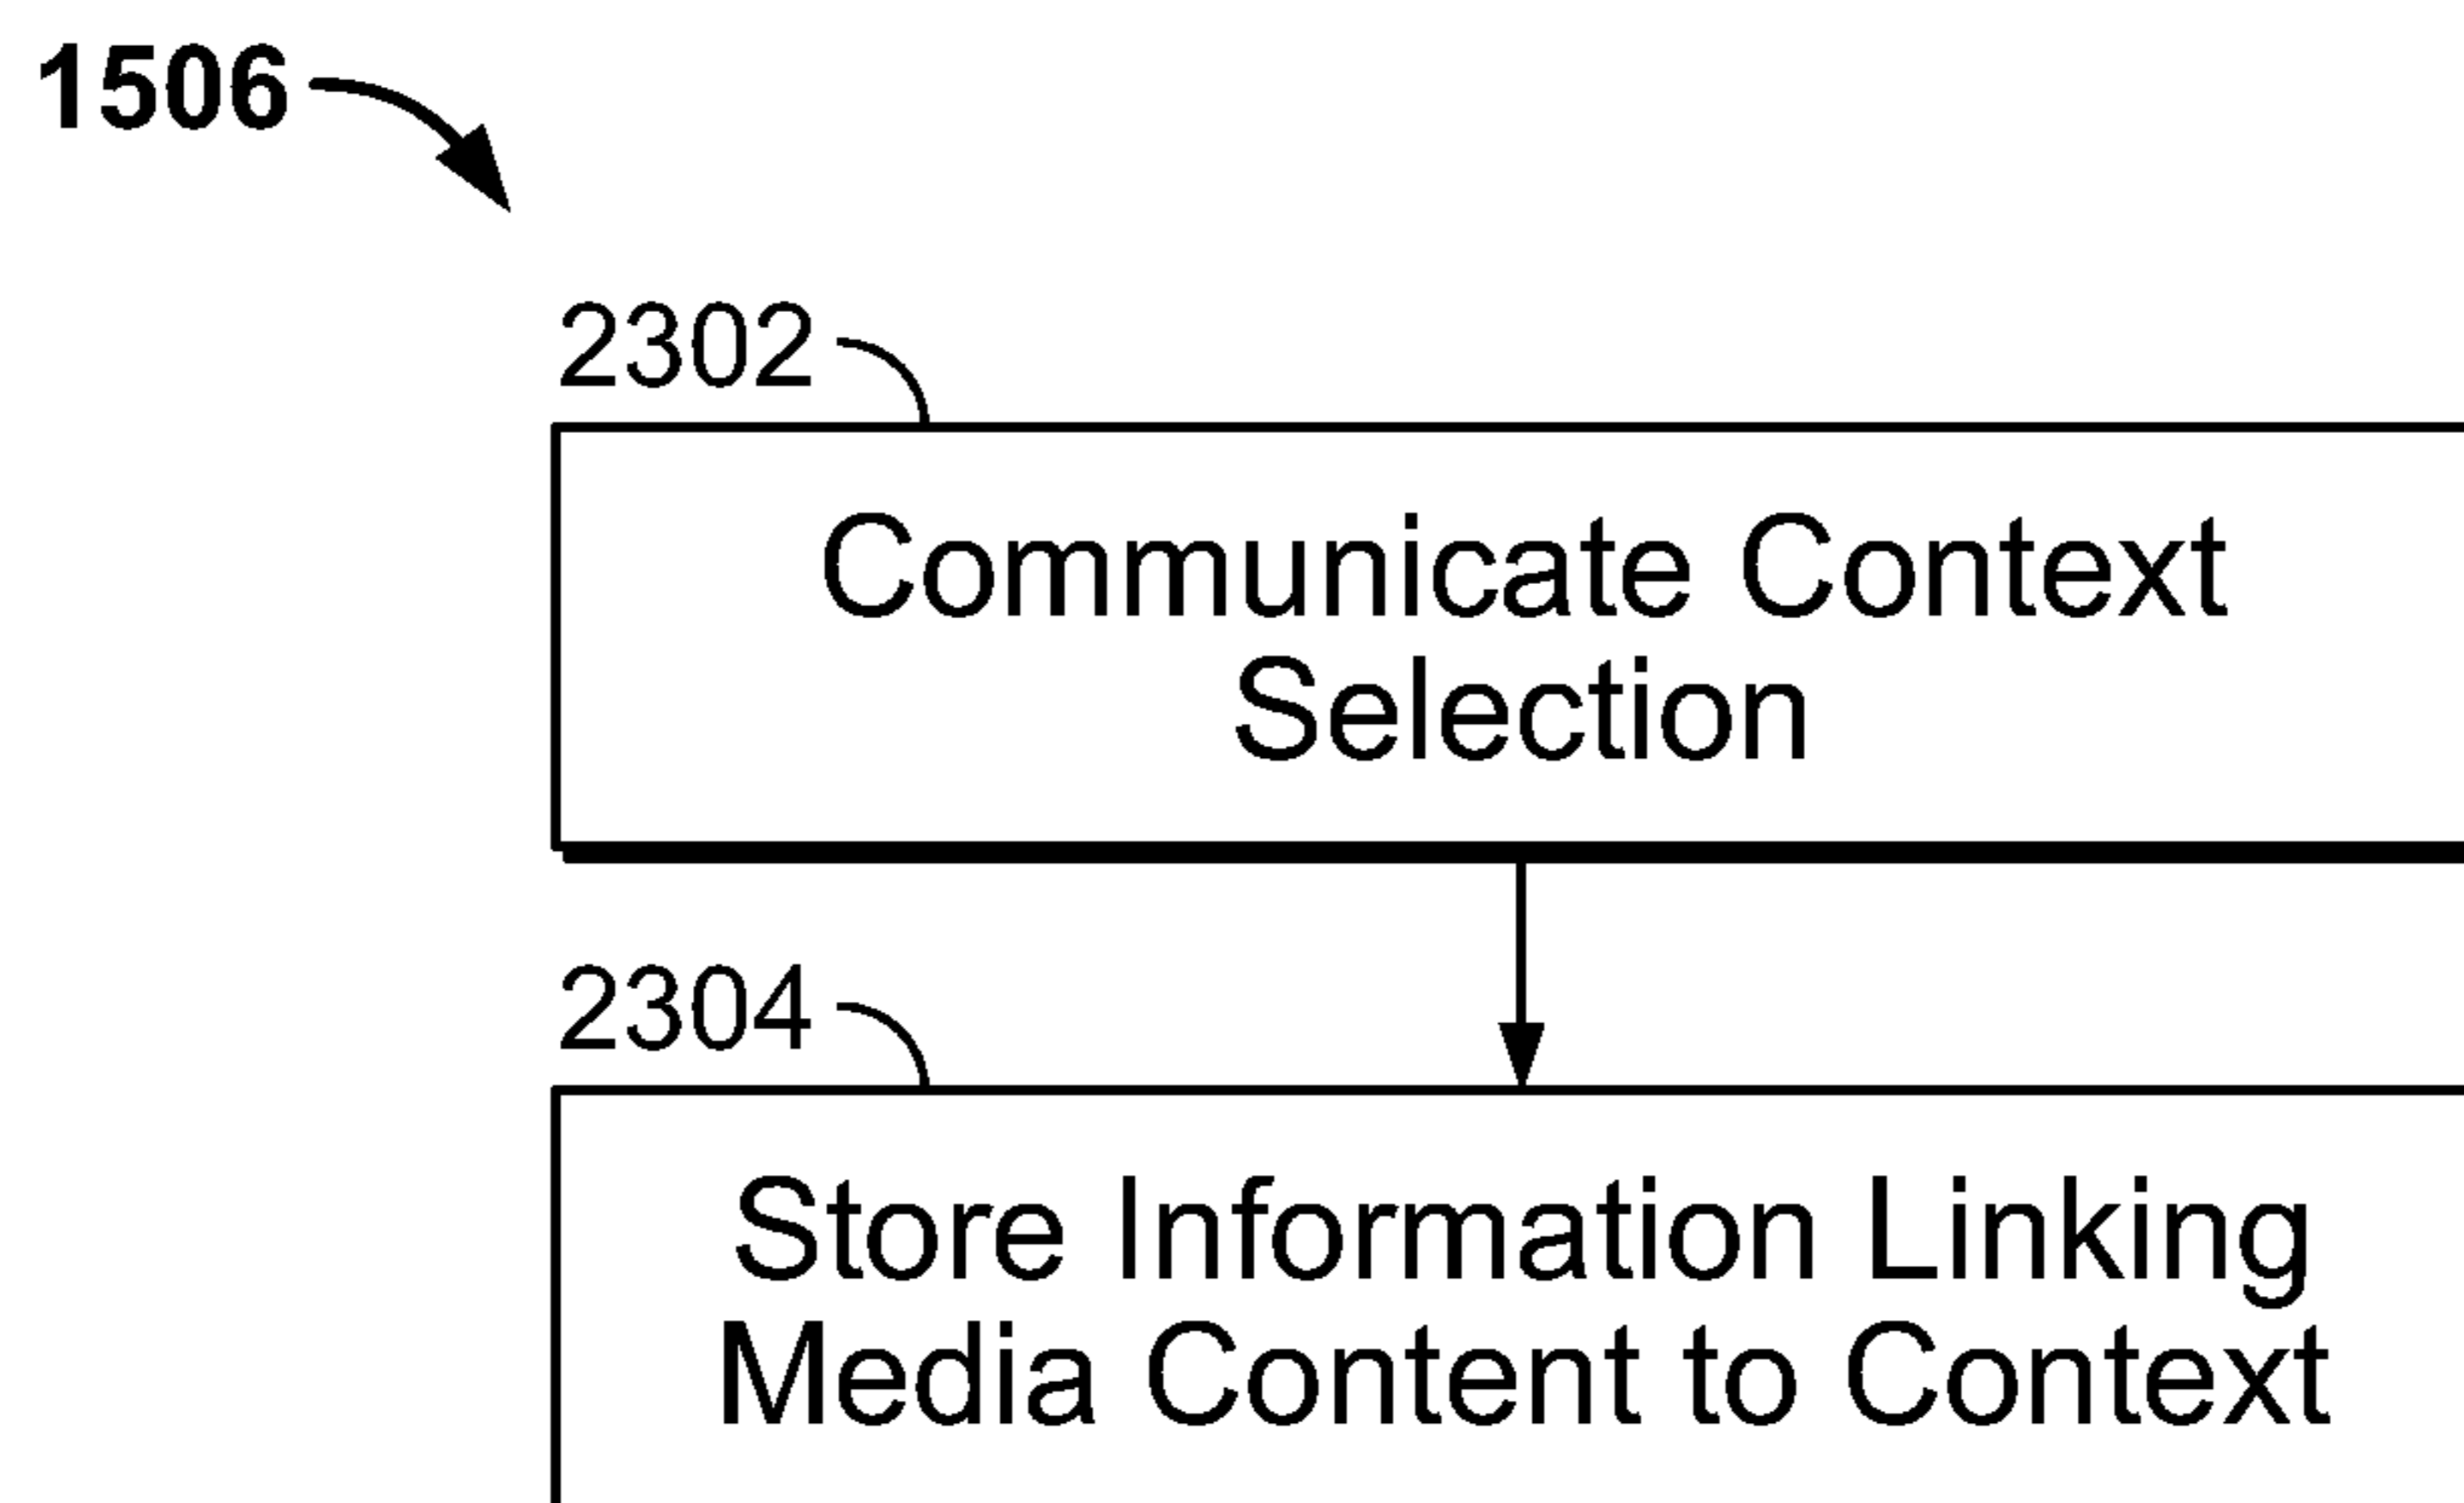 1506
2302
Communicate Context
Selection
2304
Store Information Linking
Media Content to Context